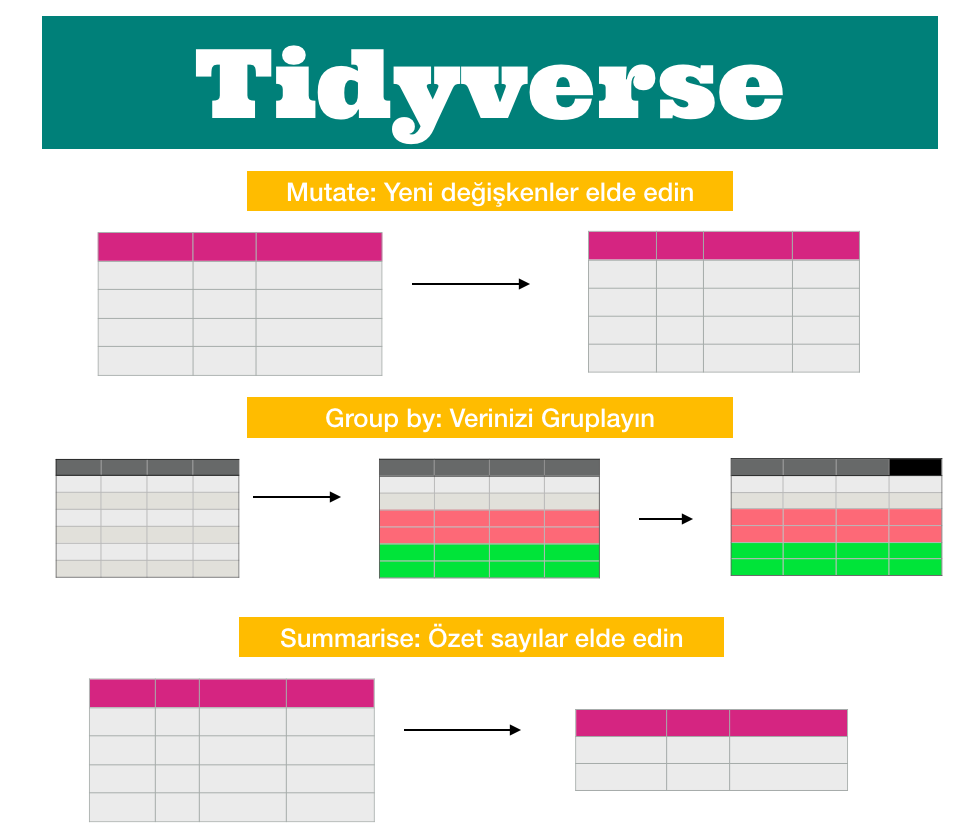 Tidyverse
Mutate: Yeni değişkenler elde edin
Group by: Verinizi Gruplayın
Summarise: Özet sayılar elde edin